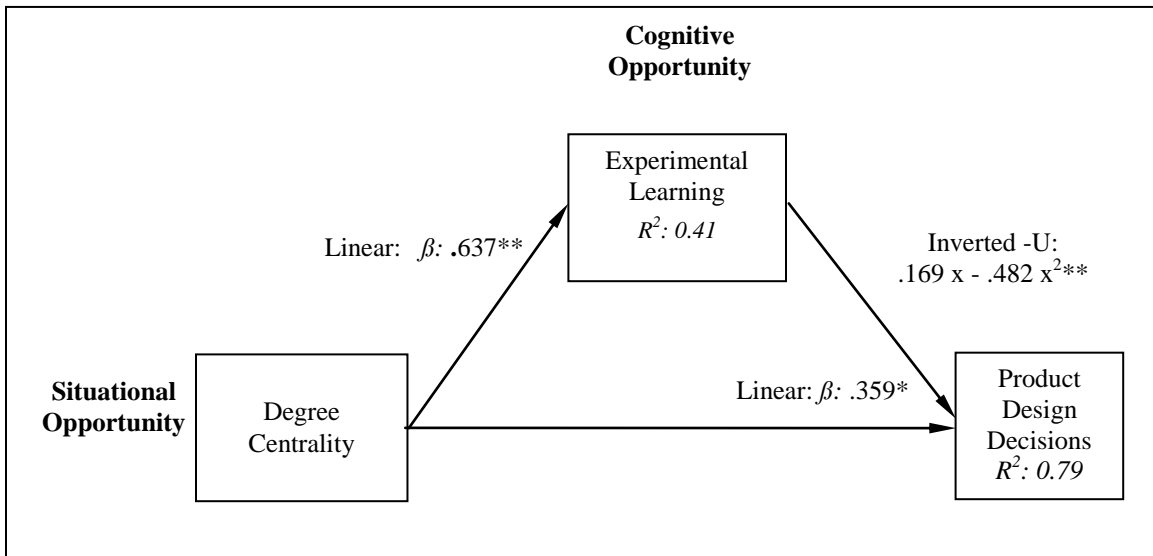 Cognitive
Opportunity
Experimental
Learning
R²: 0.41
Linear: β: .637**
Inverted -U:
.169 x - .482 x²**
Situational
Opportunity
Degree
Centrality
Linear: β: .359*
Product
Design
Decisions
R²: 0.79